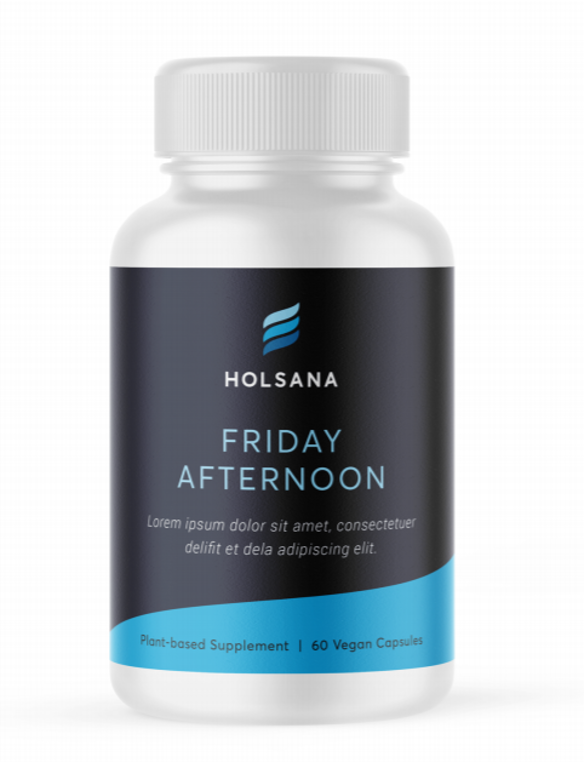 HOLSANA
FRIDAY
AFTERNOON
Lorem ipsum dolor sit amet, consectetuer
delifit et dela adipiscing elit.
Plant-based Supplement | 60 Vegan Capsules